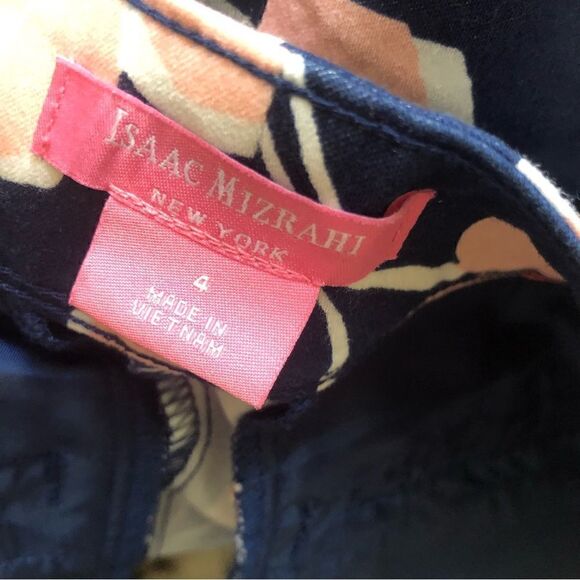 ISAAC MIZRAHI
NEW YORK
4
MADE IN
VIETNAM